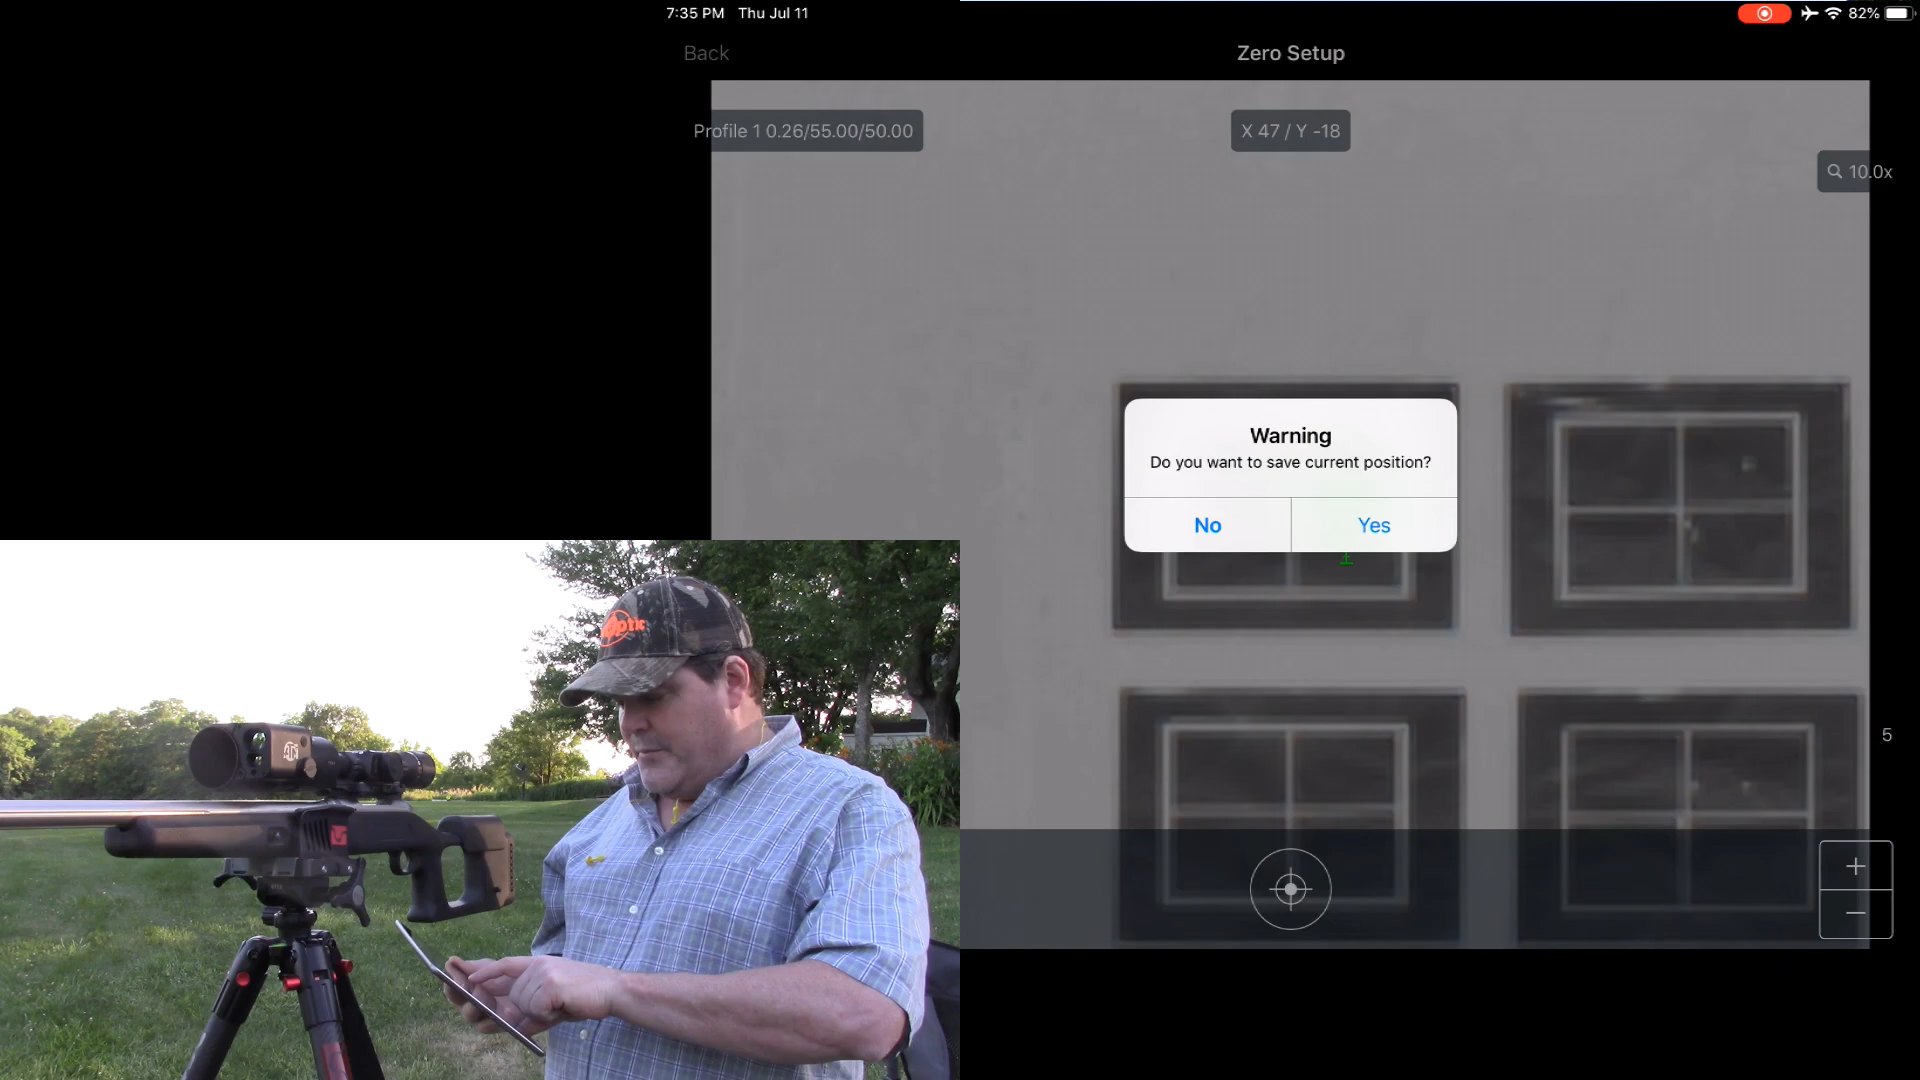 7:35 PM Thu Jul 11
82%
Back
Zero Setup
Profile 1 0.26/55.00/50.00
X 47 / Y -18
10.0x
Warning
Do you want to save current position?
No
Yes
5
+
−
ATN